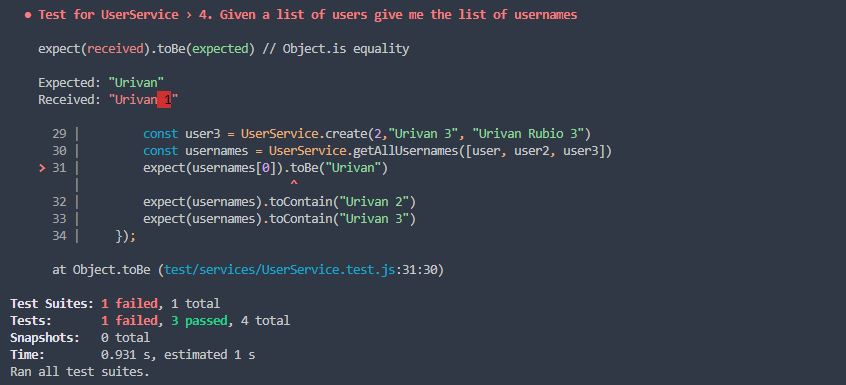 ● Test for UserService › 4. Given a list of users give me the list of usernames
expect(received).toBe(expected) // Object.is equality
Expected: "Urivan"
Received: "Urivan 1"
29 |         const user3 = UserService.create(2,"Urivan 3", "Urivan Rubio 3")
30 |         const usernames = UserService.getAllUsernames([user, user2, user3])
> 31 |         expect(usernames[0]).toBe("Urivan")
|                              ^
32 |         expect(usernames).toContain("Urivan 2")
33 |         expect(usernames).toContain("Urivan 3")
34 |     });
at Object.toBe (test/services/UserService.test.js:31:30)
Test Suites: 1 failed, 1 total
Tests:       1 failed, 3 passed, 4 total
Snapshots:   0 total
Time:        0.931 s, estimated 1 s
Ran all test suites.